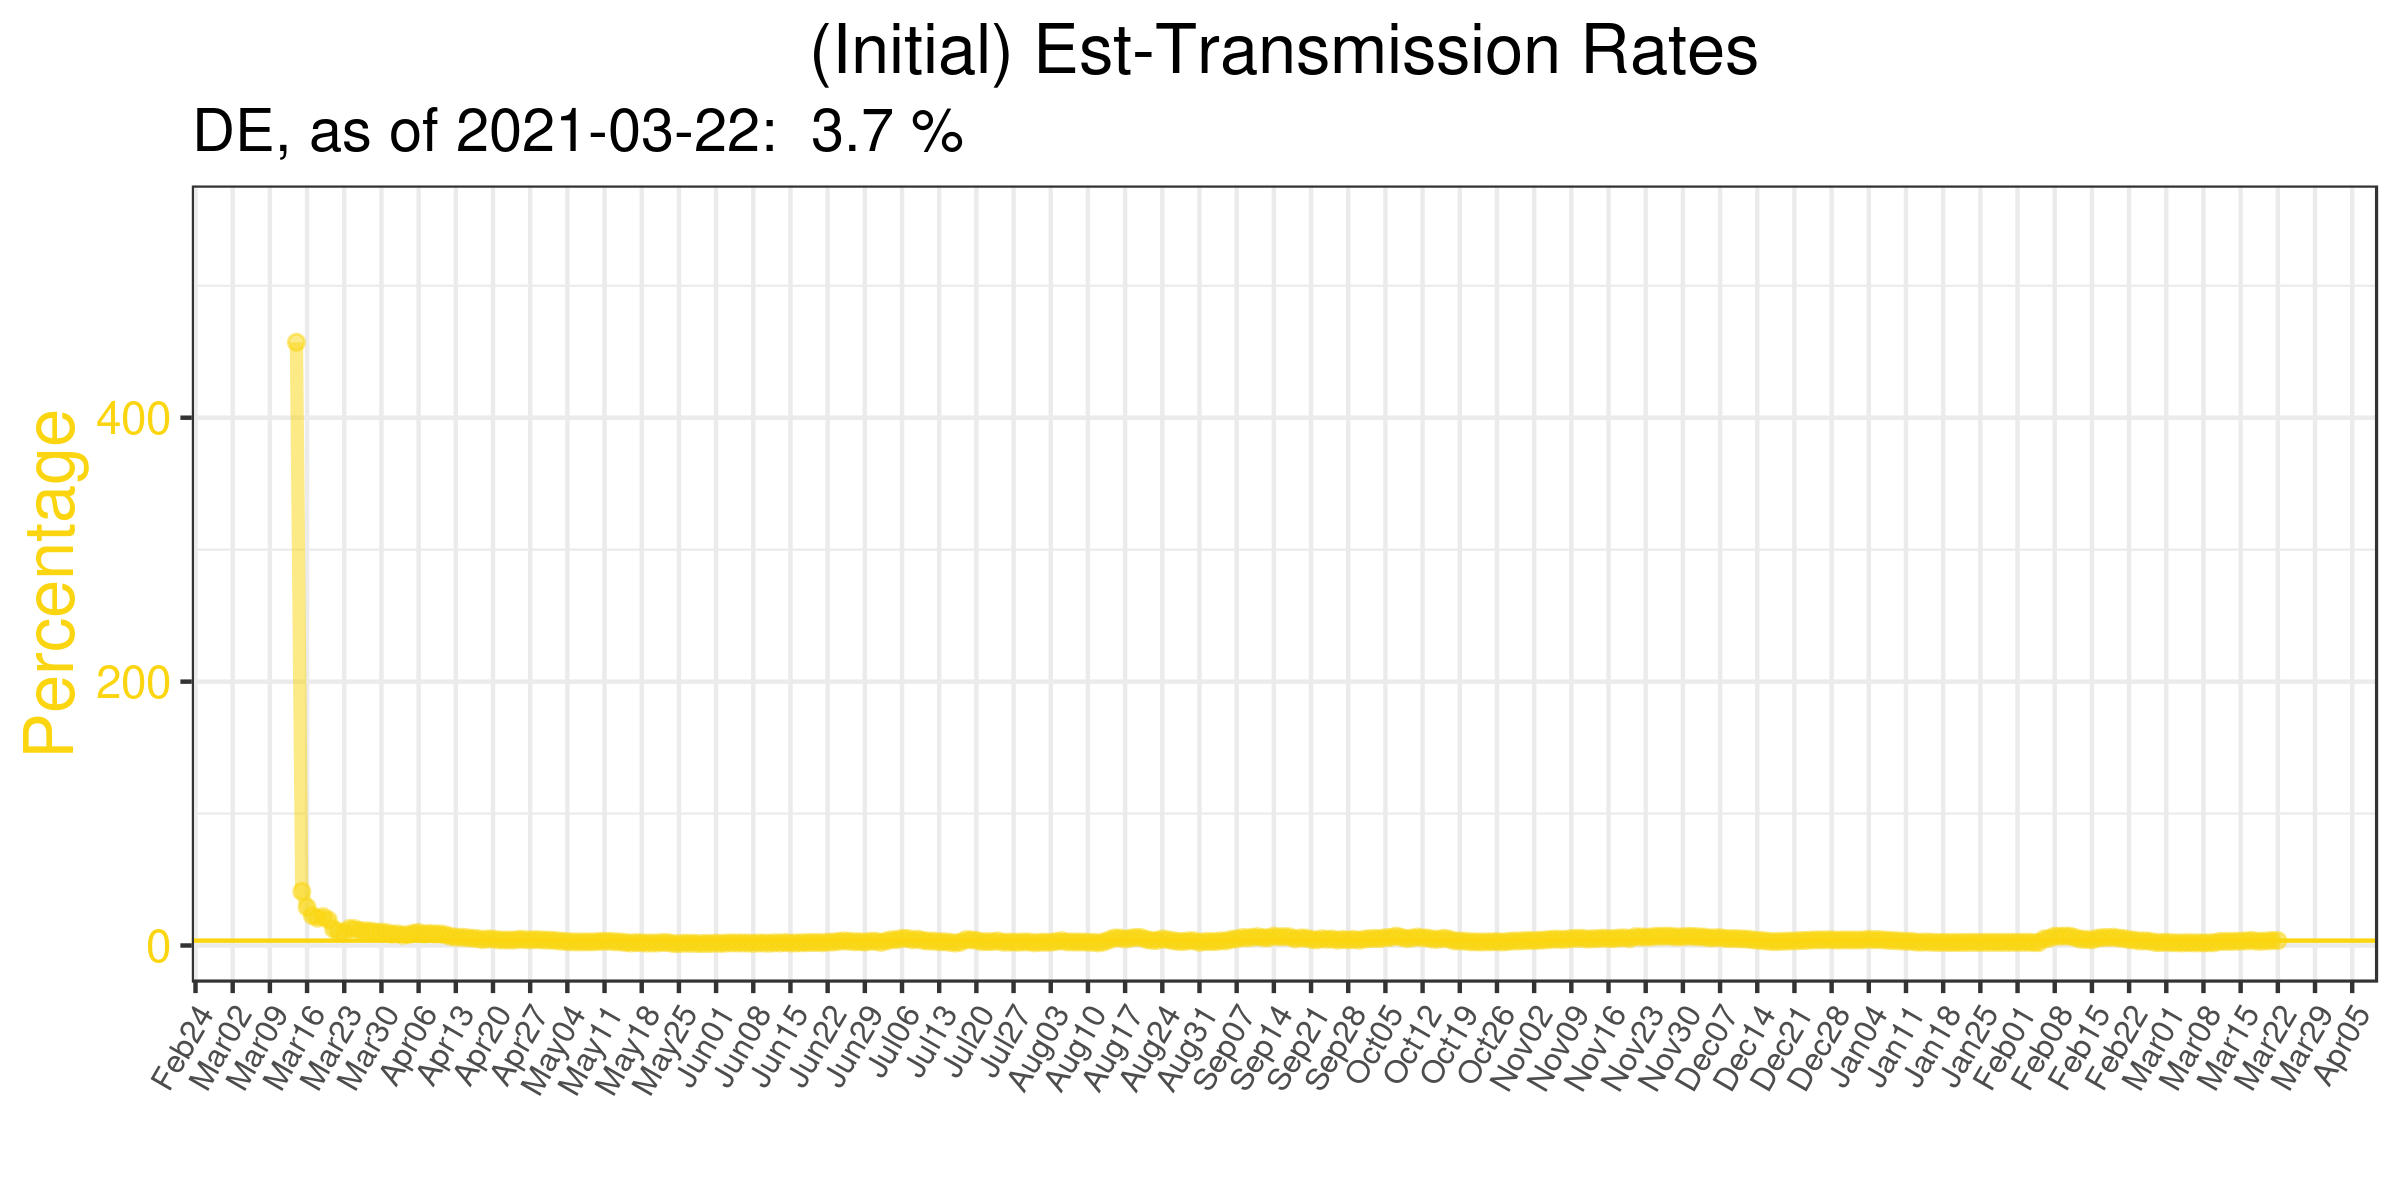 (Initial) Est-Transmission Rates
DE, as of 2021-03-22:  3.7 %
Percentage
400
200
0
Feb24 Mar02 Mar09 Mar16 Mar23 Mar30 Apr06 Apr13 Apr20 Apr27 May04 May11 May18 May25 Jun01 Jun08 Jun15 Jun22 Jun29 Jul06 Jul13 Jul20 Jul27 Aug03 Aug10 Aug17 Aug24 Aug31 Sep07 Sep14 Sep21 Sep28 Oct05 Oct12 Oct19 Oct26 Nov02 Nov09 Nov16 Nov23 Nov30 Dec07 Dec14 Dec21 Dec28 Jan04 Jan11 Jan18 Jan25 Feb01 Feb08 Feb15 Feb22 Mar01 Mar08 Mar15 Mar22 Mar29 Apr05